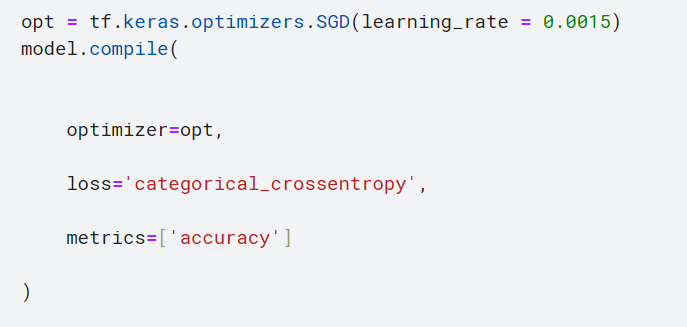 opt = tf.keras.optimizers.SGD(learning_rate = 0.0015)
model.compile(
optimizer=opt,
loss='categorical_crossentropy',
metrics=['accuracy']
)